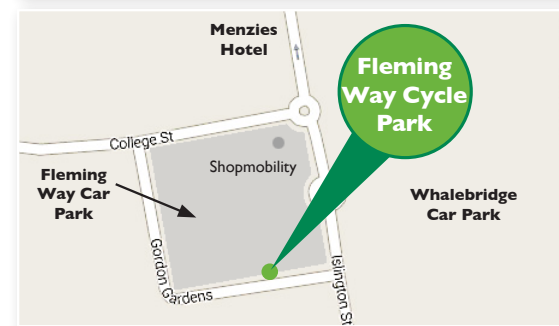 Menzies
Hotel
Fleming
Way Cycle
Park
College St
Shopmobility
Fleming
Way Car
Park
Whalebridge
Car Park
Gordon Gardens
Islington St